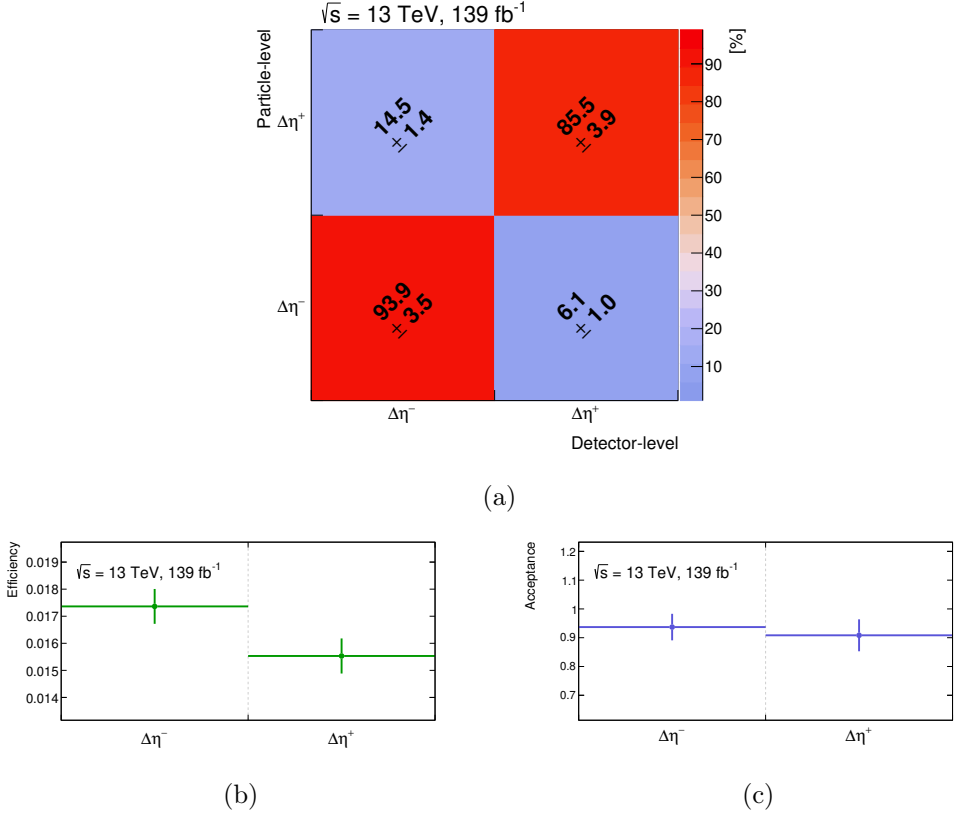 √s = 13 TeV, 139 fb⁻¹
Particle-level
[%]
Δη⁺
14.5 ± 1.4
85.5 ± 3.9
Δη⁻
93.9 ± 3.5
6.1 ± 1.0
90
80
70
60
50
40
30
20
10
Δη⁻ Δη⁺
Detector-level
(a)
Efficiency
√s = 13 TeV, 139 fb⁻¹
0.019
0.018
0.017
0.016
0.015
0.014
Δη⁻ Δη⁺
(b)
Acceptance
√s = 13 TeV, 139 fb⁻¹
1.2
1.1
1
0.9
0.8
0.7
Δη⁻ Δη⁺
(c)